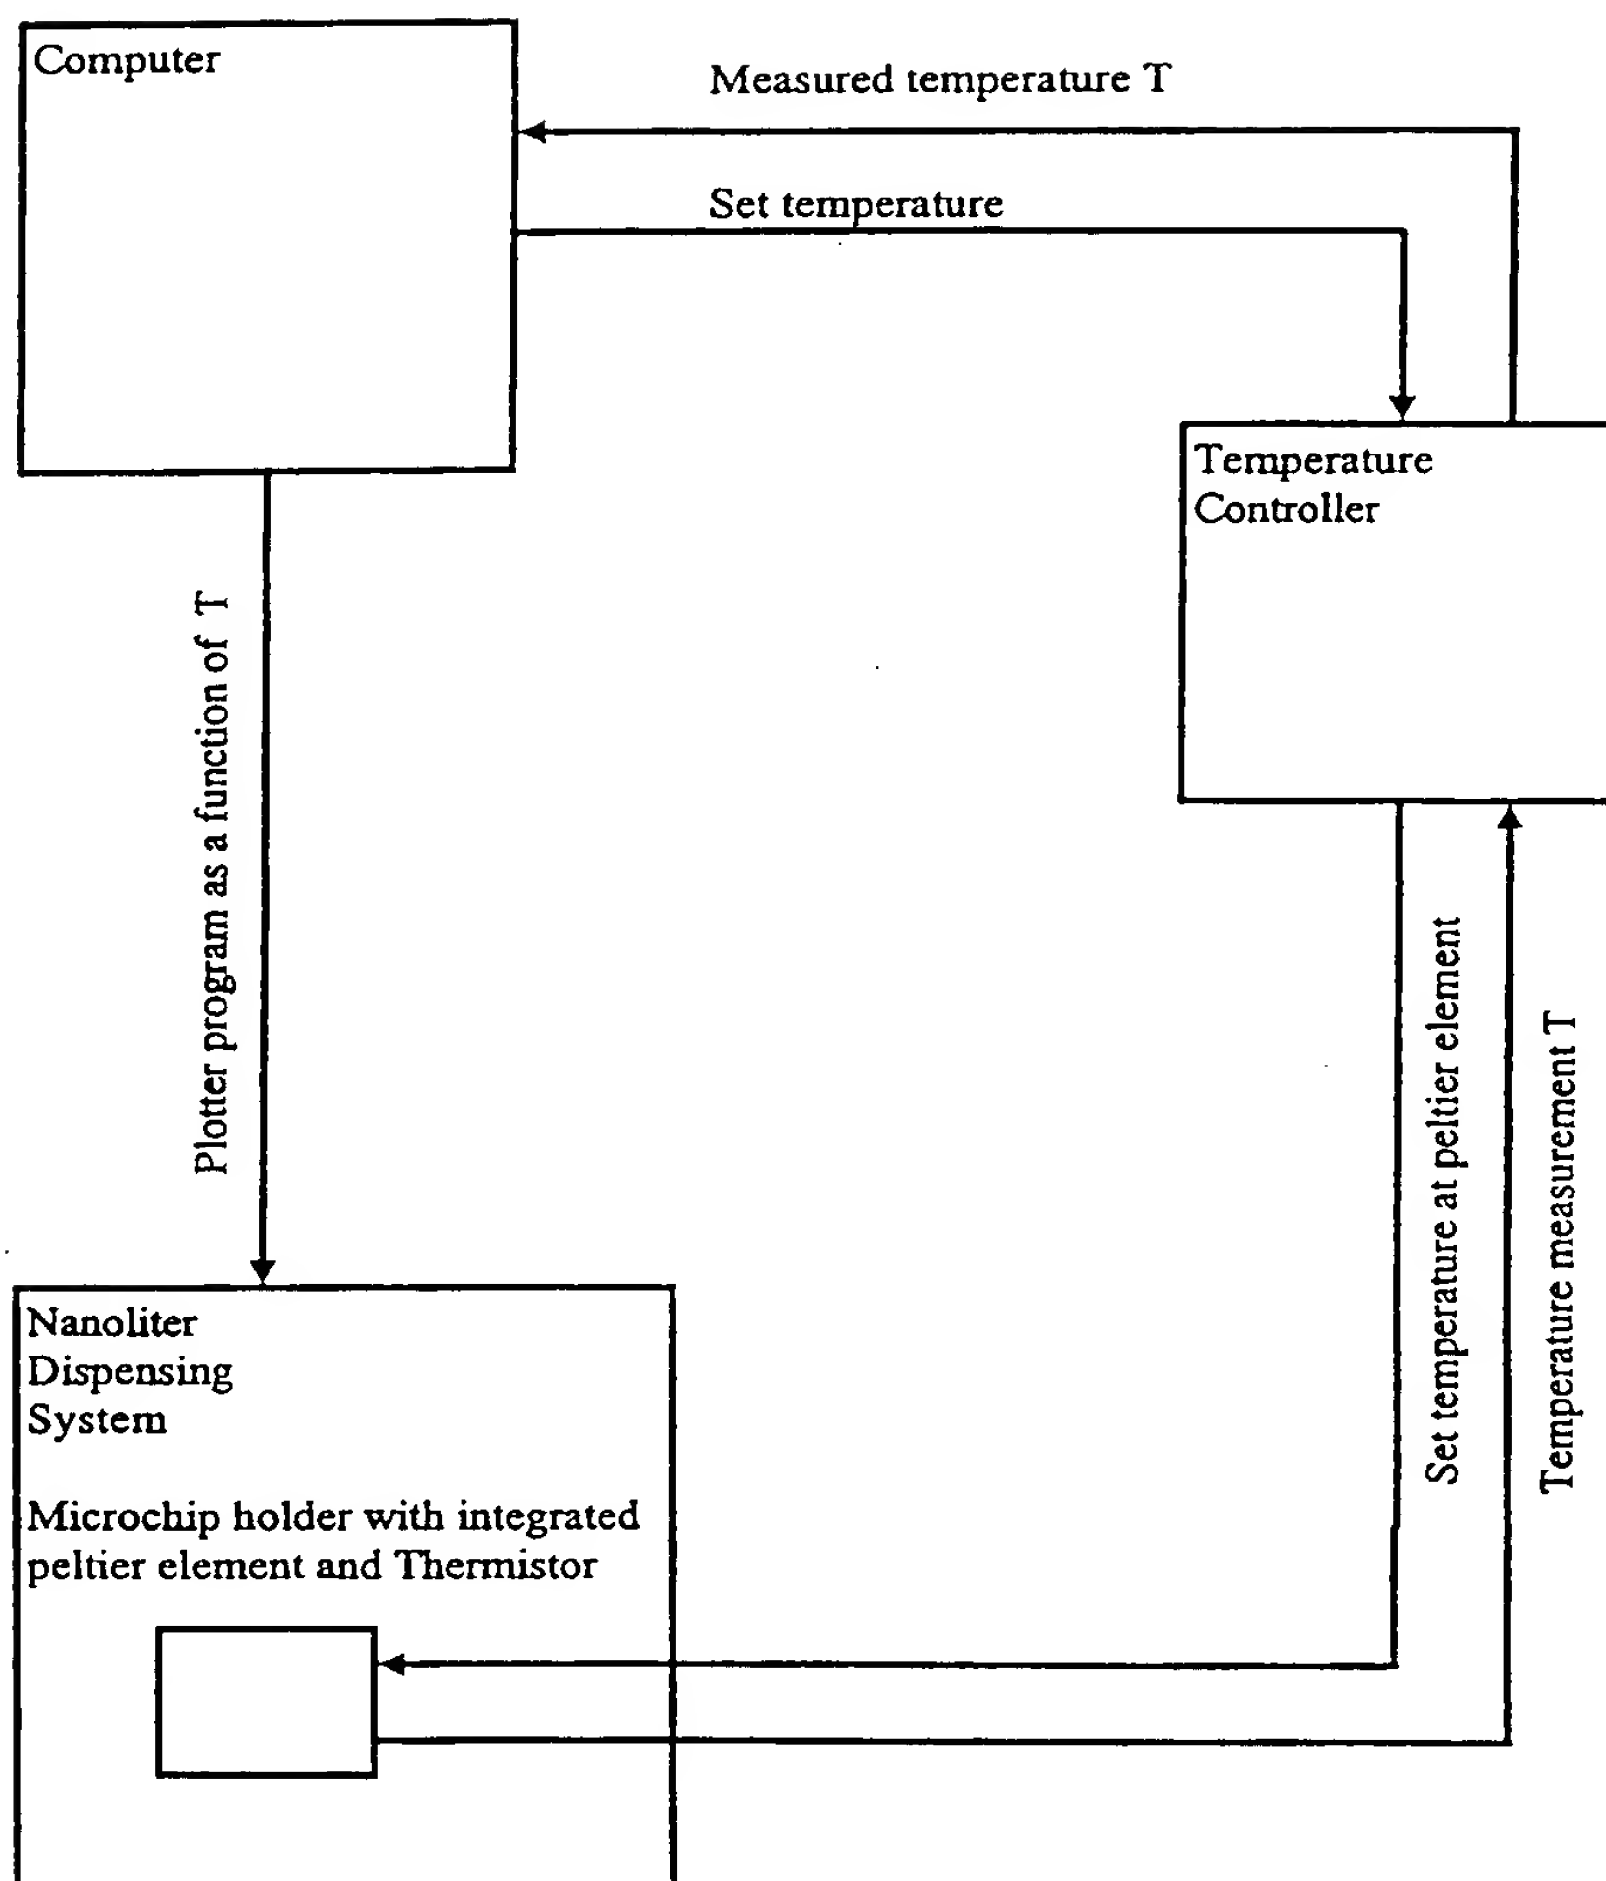 Computer
Measured temperature T
Set temperature
Temperature
Controller
Plotter program as a function of T
Set temperature at peltier element
Temperature measurement T
Nanoliter
Dispensing
System
Microchip holder with integrated
peltier element and Thermistor